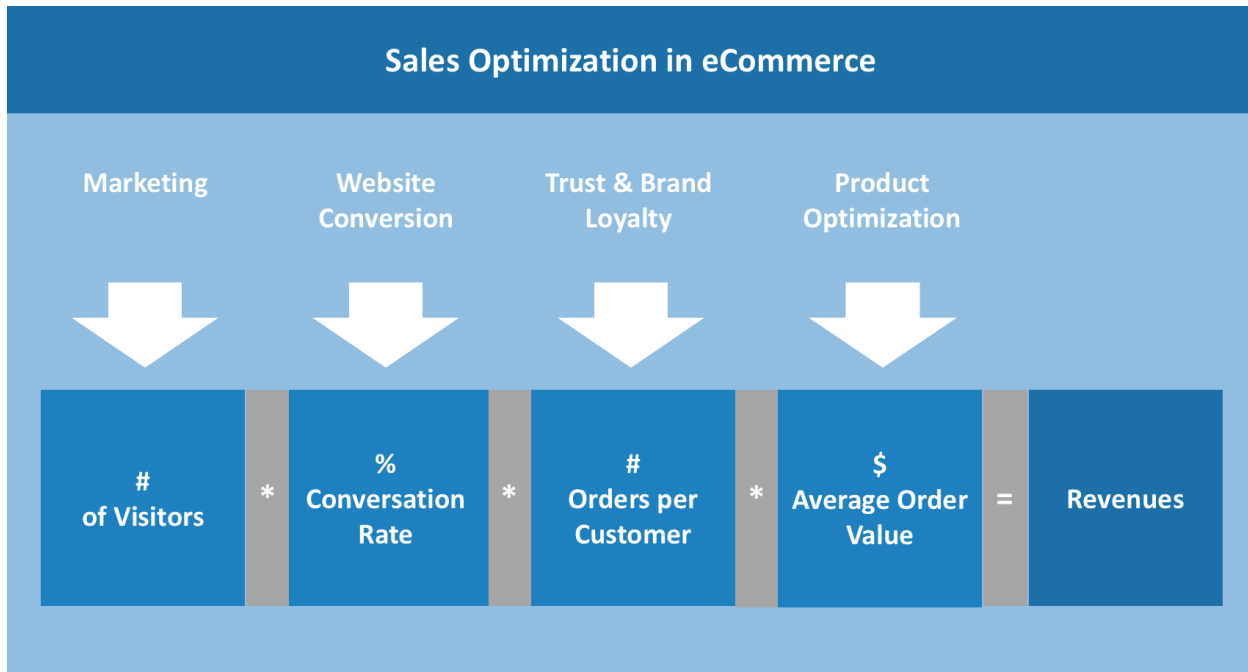 Sales Optimization in eCommerce
Marketing
Website
Conversion
Trust & Brand
Loyalty
Product
Optimization
#
of Visitors
*
%
Conversation
Rate
*
#
Orders per
Customer
*
$
Average Order
Value
=
Revenues